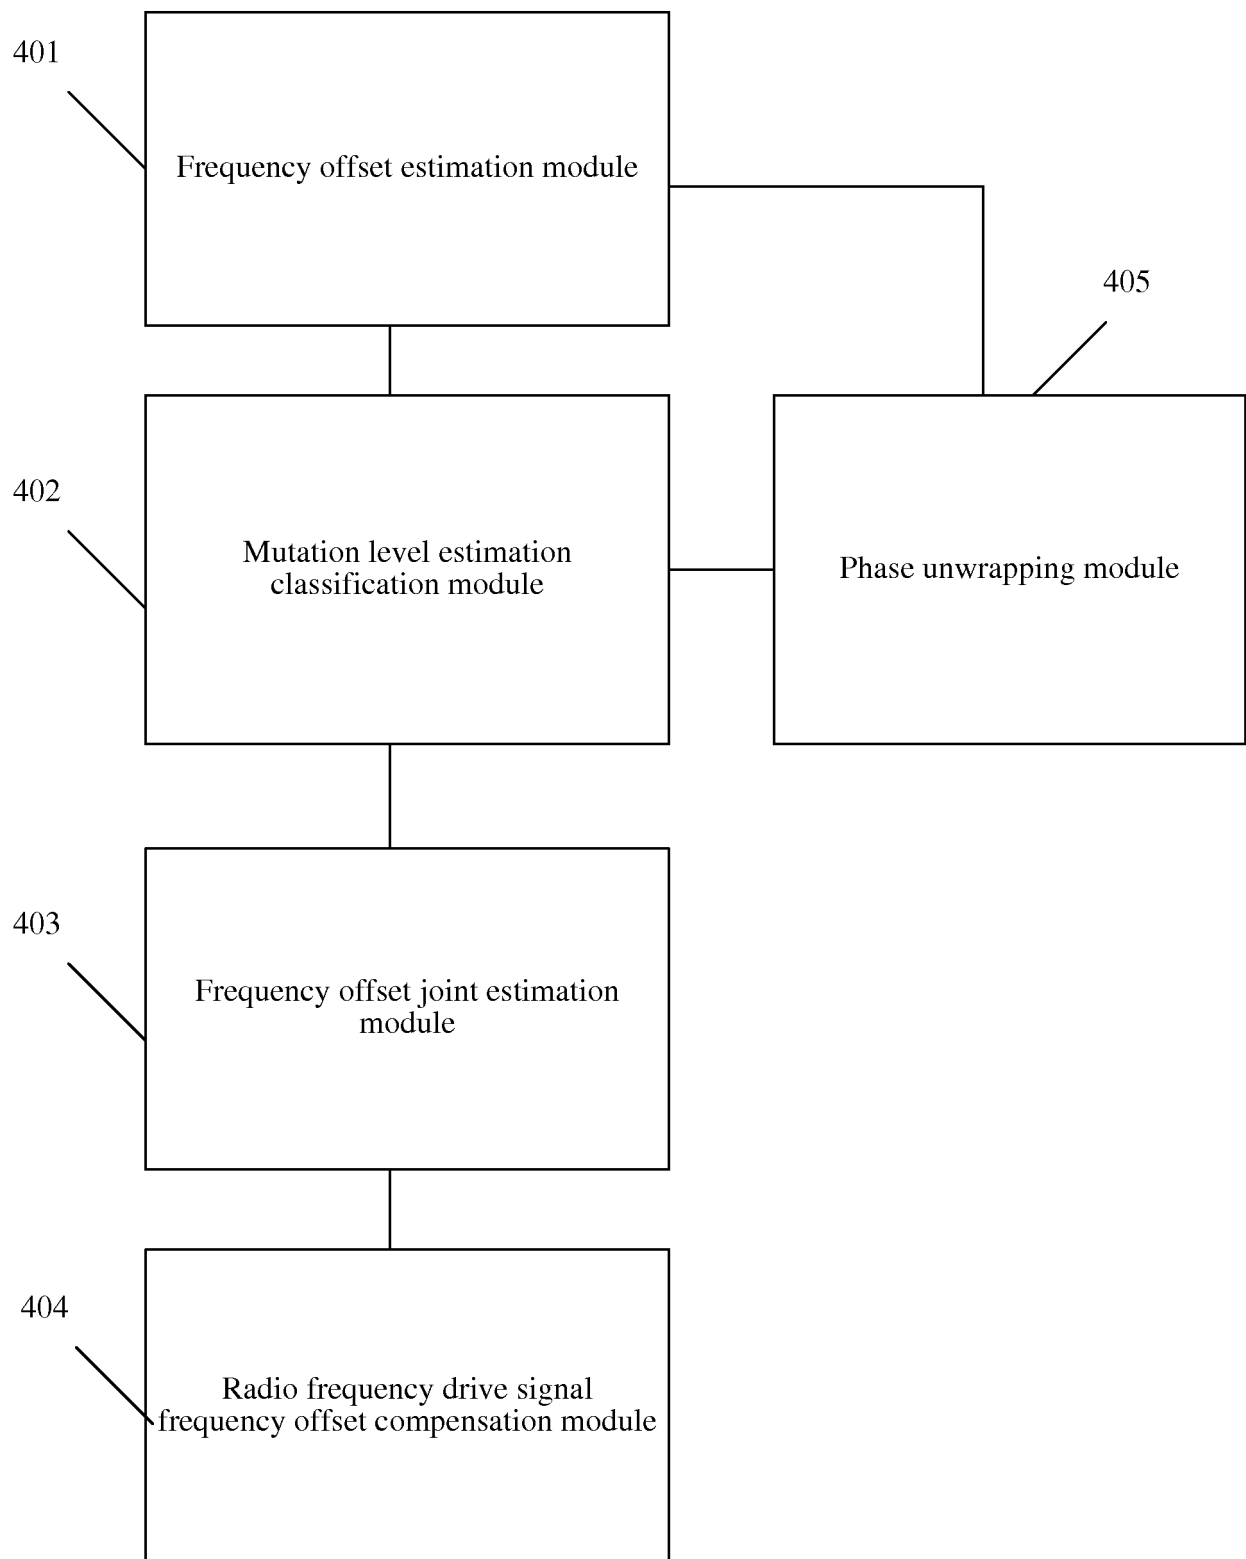 401
Frequency offset estimation module
405
402
Mutation level estimation
classification module
Phase unwrapping module
403
Frequency offset joint estimation
module
404
Radio frequency drive signal
frequency offset compensation module